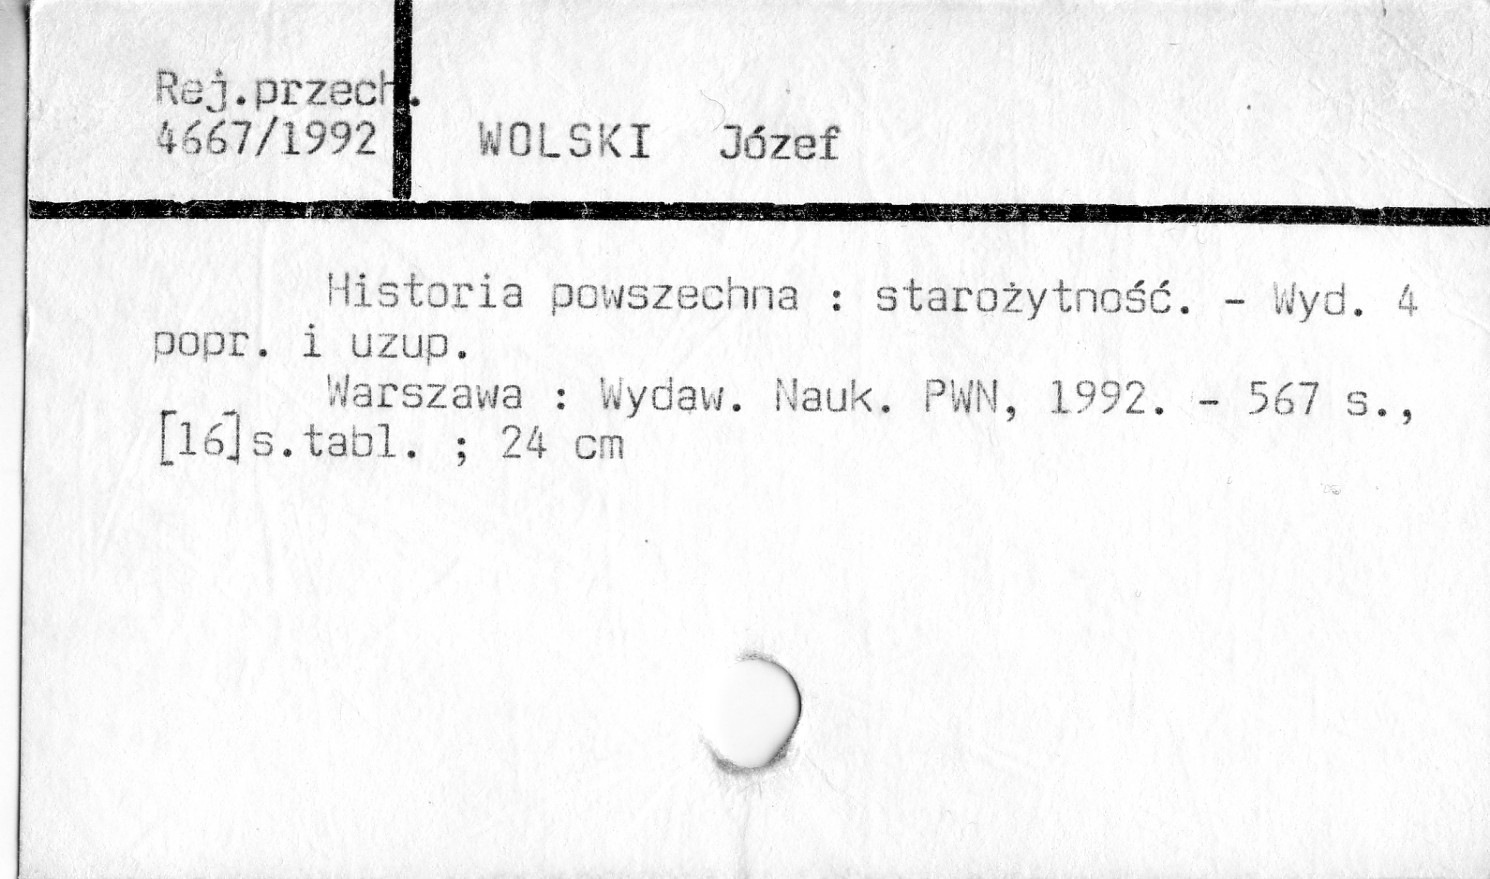 Rej.przech.
4667/1992
WOLSKI Józef
Historia powszechna : starożytność. - Wyd. 4
popr. i uzup.
Warszawa : Wydaw. Nauk. PWN, 1992. - 567 s.,
[16]s.tabl. ; 24 cm